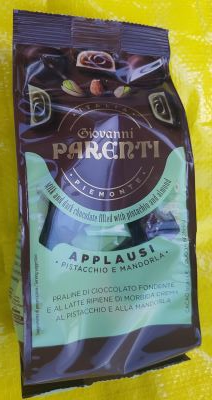 ITALIA
Giovanni
PARENTI
PIEMONTE
Milk and dark chocolate filled with pistachio and almond
APPLAUSI
• PISTACCHIO E MANDORLA •
PRALINE DI CIOCCOLATO FONDENTE
E AL LATTE RIPIENE DI MORBIDA CREMA
AL PISTACCHIO E ALLA MANDORLA